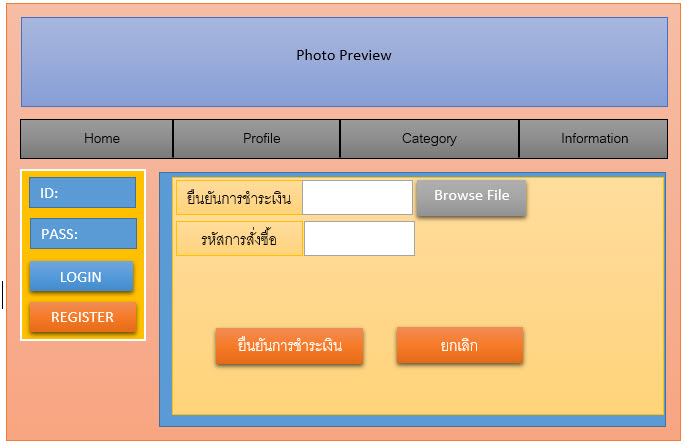 Photo Preview
Home Profile Category Information
ID:
PASS:
LOGIN
REGISTER
ยืนยันการชำระเงิน Browse File
รหัสการสั่งซื้อ
ยืนยันการชำระเงิน ยกเลิก